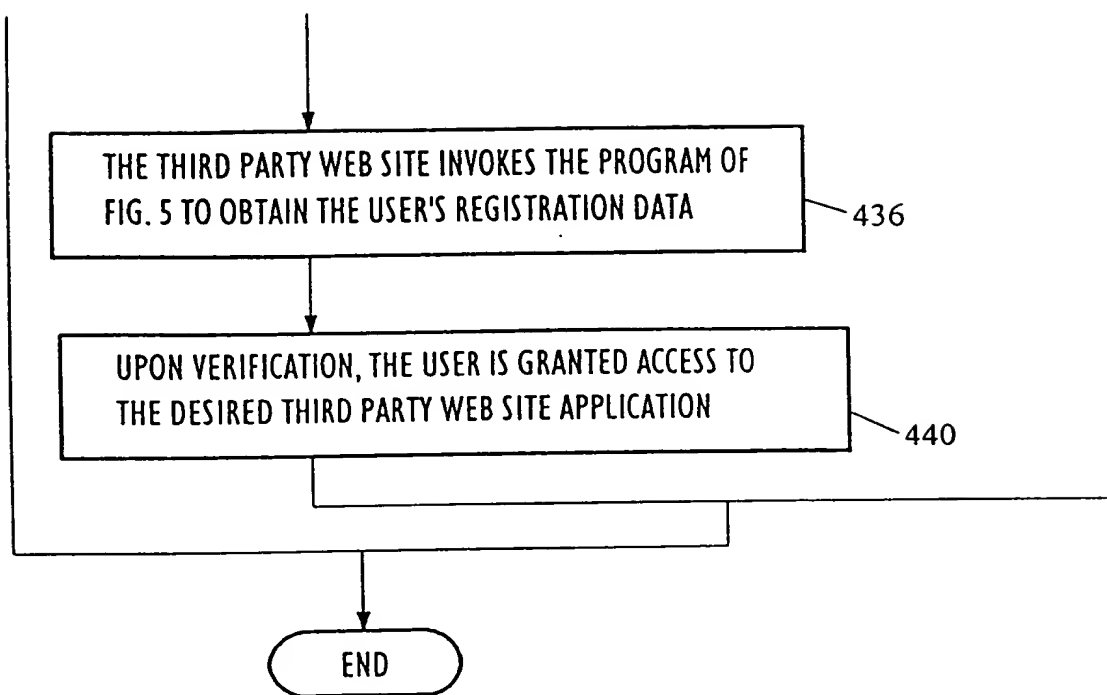 THE THIRD PARTY WEB SITE INVOKES THE PROGRAM OF
FIG. 5 TO OBTAIN THE USER'S REGISTRATION DATA
436
UPON VERIFICATION, THE USER IS GRANTED ACCESS TO
THE DESIRED THIRD PARTY WEB SITE APPLICATION
440
END